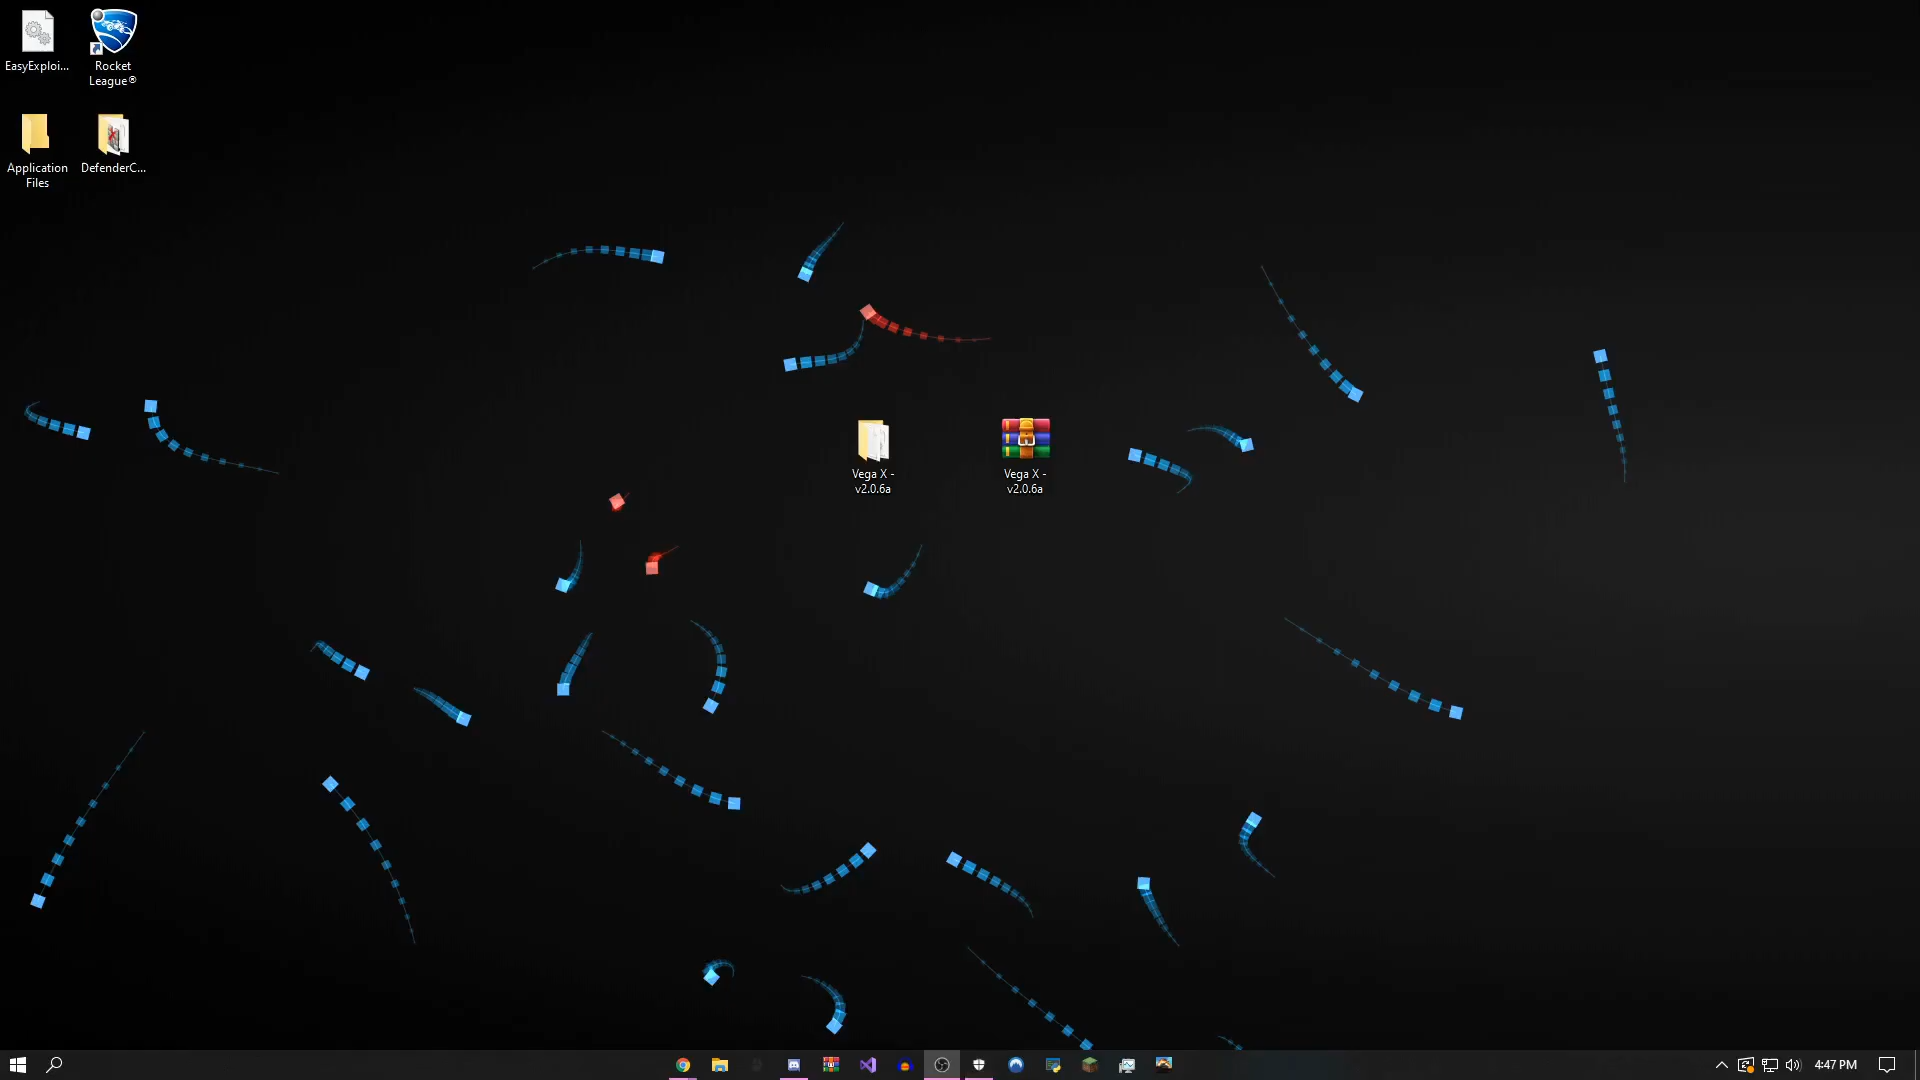 EasyExploi...
Rocket
League®
Application
Files
DefenderC...
Vega X -
v2.0.6a
Vega X -
v2.0.6a
4:47 PM